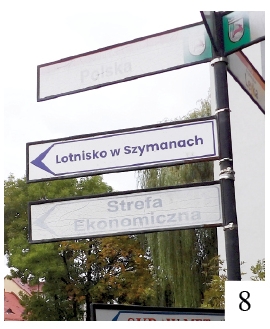 Polska
Lotnisko w Szymanach
Strefa
Ekonomiczna
8